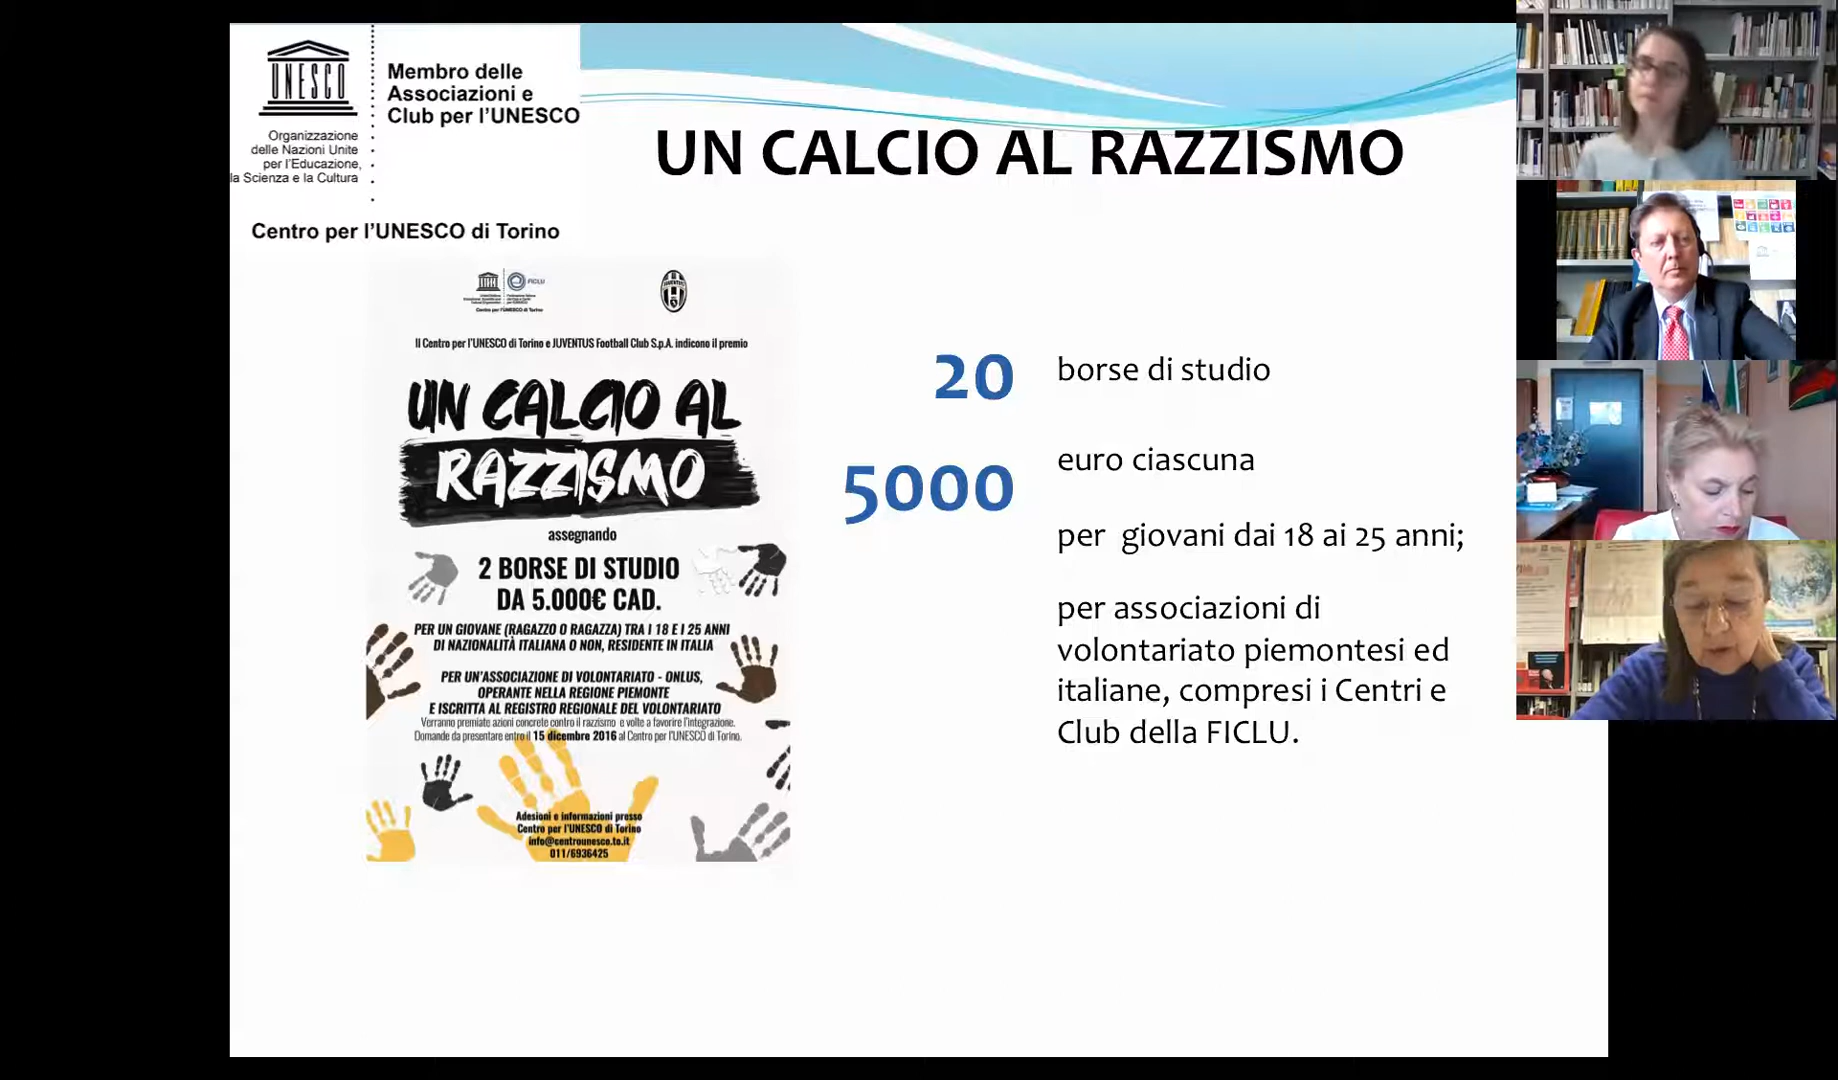 UNESCO
Organizzazione
delle Nazioni Unite
per l'Educazione,
la Scienza e la Cultura
Membro delle
Associazioni e
Club per l'UNESCO
Centro per l'UNESCO di Torino
UN CALCIO AL RAZZISMO
FICLU
Centro per l'UNESCO di Torino
JUVENTUS
Il Centro per l'UNESCO di Torino e JUVENTUS Football Club S.p.A. indicono il premio
UN CALCIO AL
RAZZISMO
assegnando
2 BORSE DI STUDIO
DA 5.000€ CAD.
PER UN GIOVANE (RAGAZZO O RAGAZZA) TRA I 18 E I 25 ANNI
DI NAZIONALITÀ ITALIANA O NON, RESIDENTE IN ITALIA
PER UN'ASSOCIAZIONE DI VOLONTARIATO - ONLUS,
OPERANTE NELLA REGIONE PIEMONTE
E ISCRITTA AL REGISTRO REGIONALE DEL VOLONTARIATO
Verranno premiate azioni concrete contro il razzismo e volte a favorire l'integrazione.
Domande da presentare entro il 15 dicembre 2016 al Centro per l'UNESCO di Torino.
Adesioni e informazioni presso
Centro per l'UNESCO di Torino
info@centrounesco.to.it
011/6936425
20 borse di studio
5000 euro ciascuna
per giovani dai 18 ai 25 anni;
per associazioni di
volontariato piemontesi ed
italiane, compresi i Centri e
Club della FICLU.